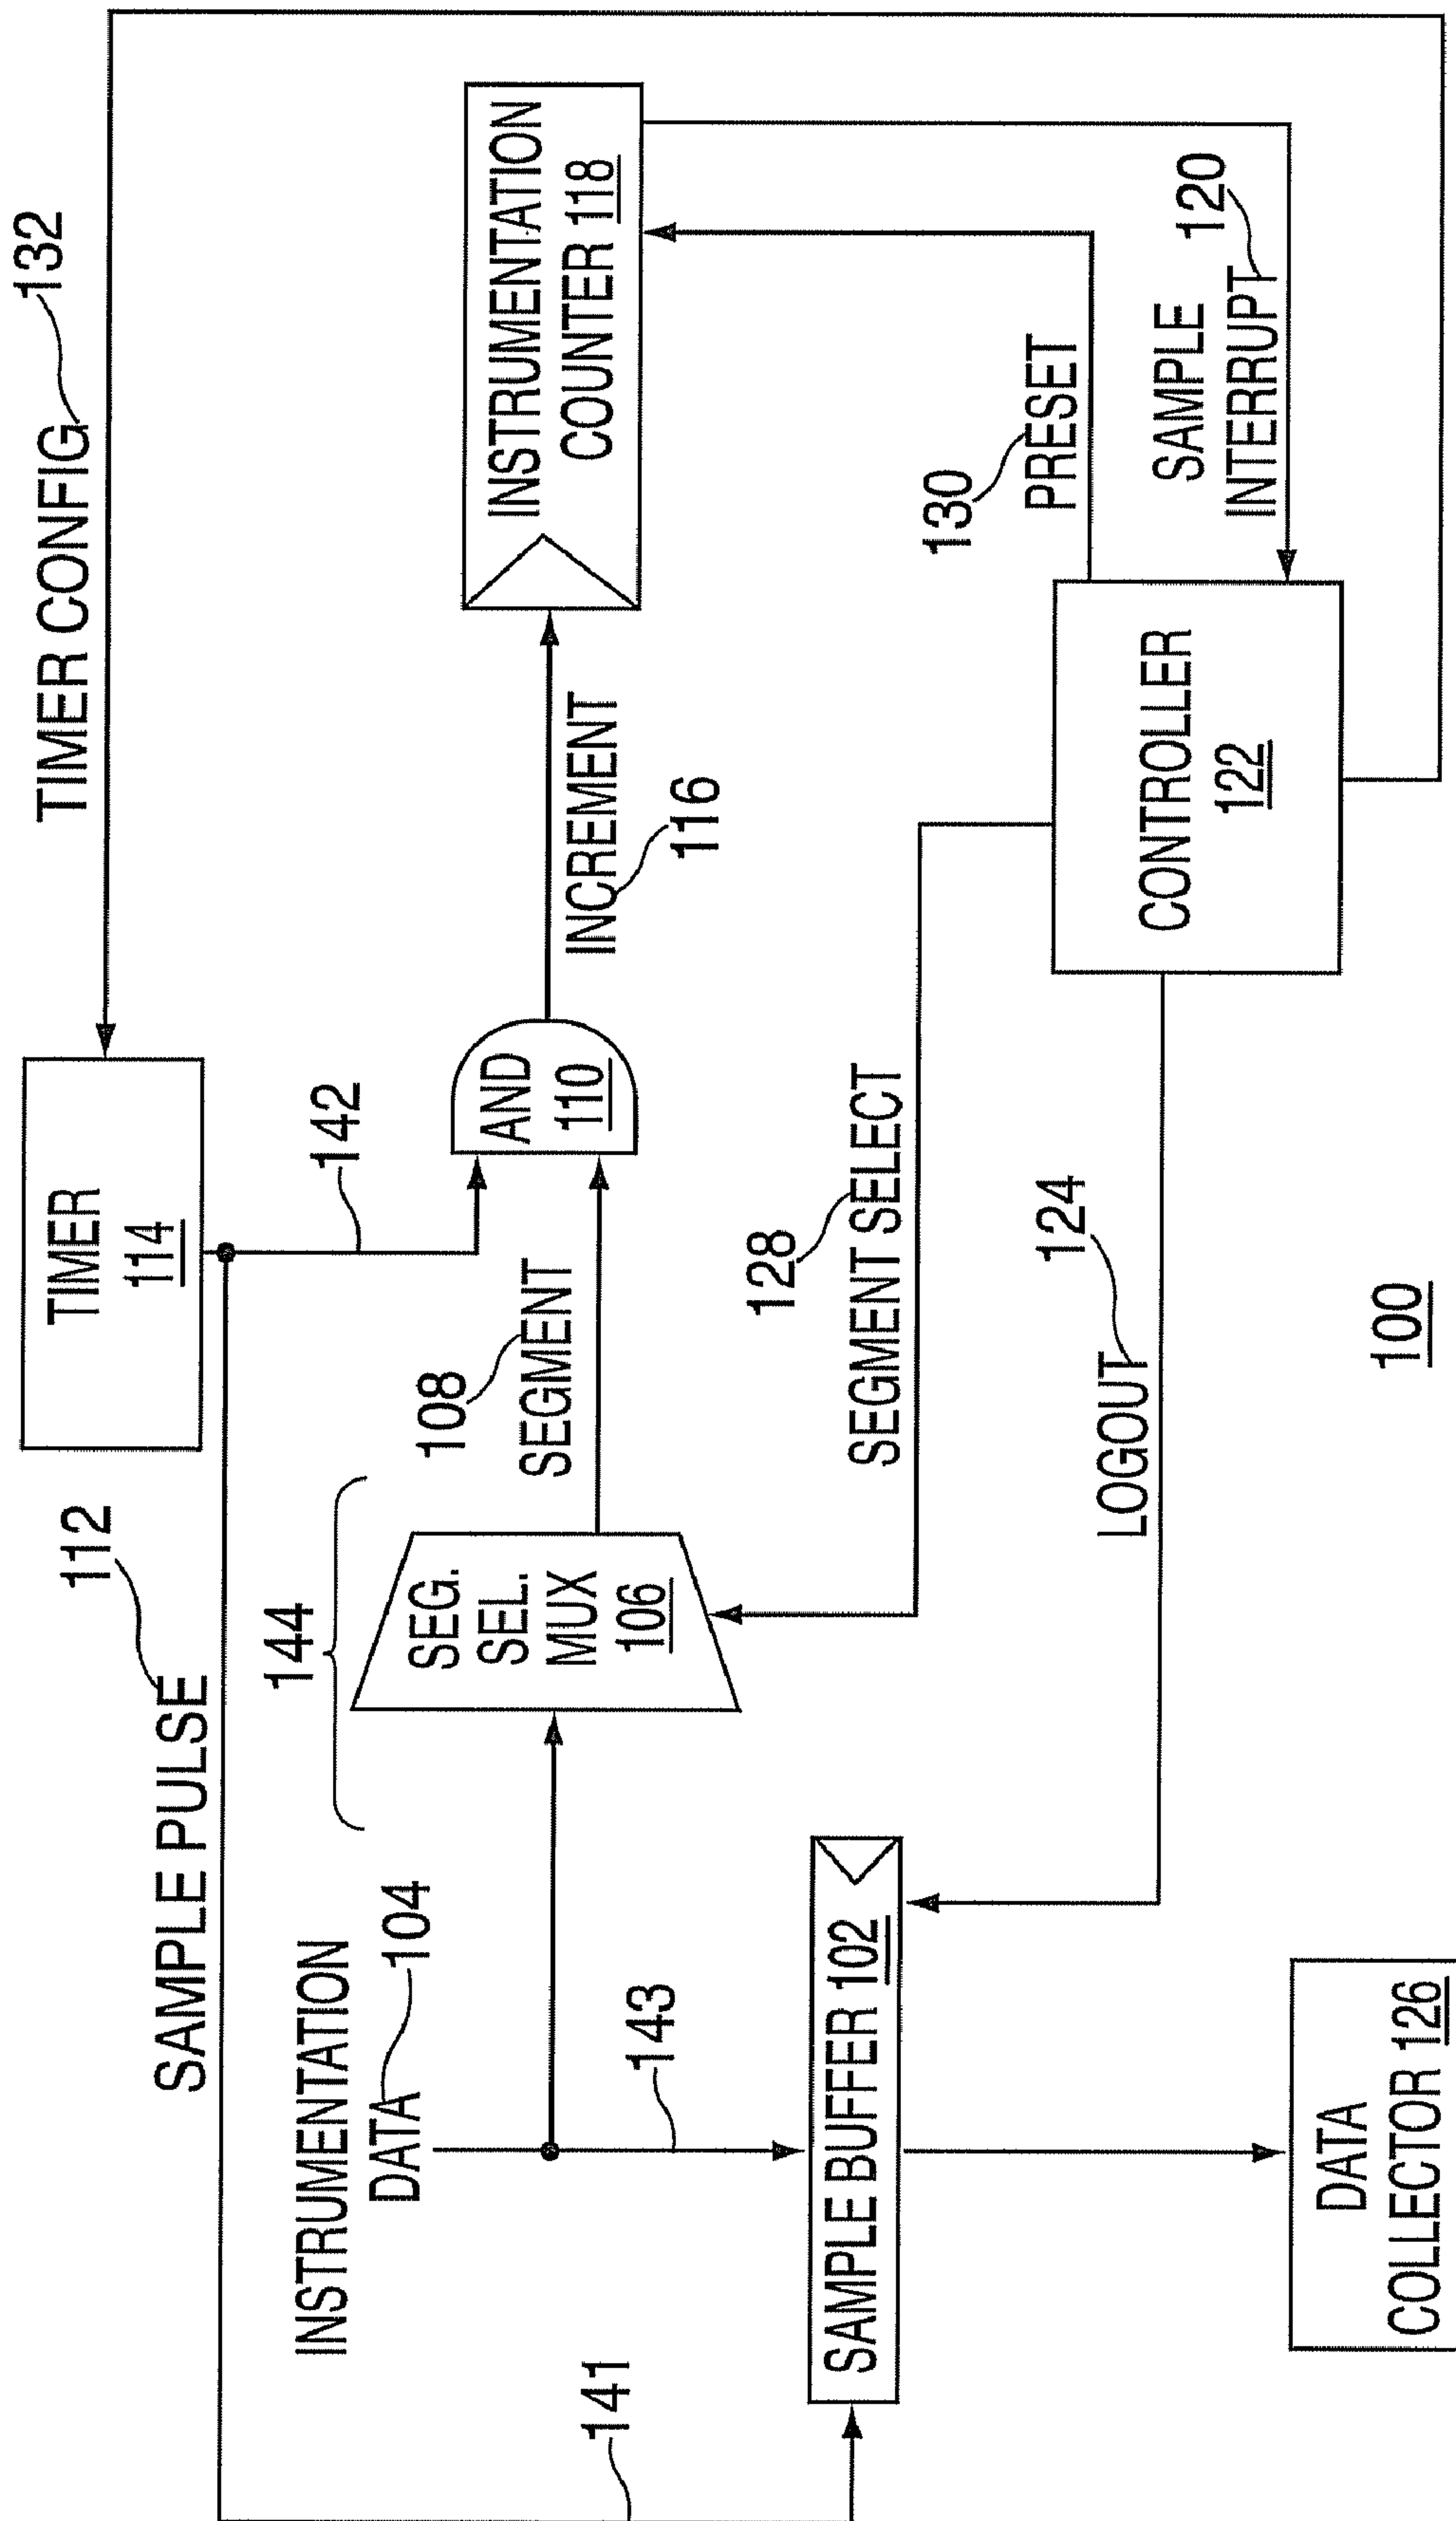 TIMER CONFIG 132
SAMPLE PULSE 112
TIMER
114
142
144
INSTRUMENTATION
DATA 104
108
SEGMENT
SEG.
SEL.
MUX
106
AND
110
INCREMENT
116
INSTRUMENTATION
COUNTER 118
141
143
SAMPLE BUFFER 102
128
SEGMENT SELECT
130
PRESET
124
LOGOUT
CONTROLLER
122
SAMPLE
INTERRUPT
120
DATA
COLLECTOR 126
100